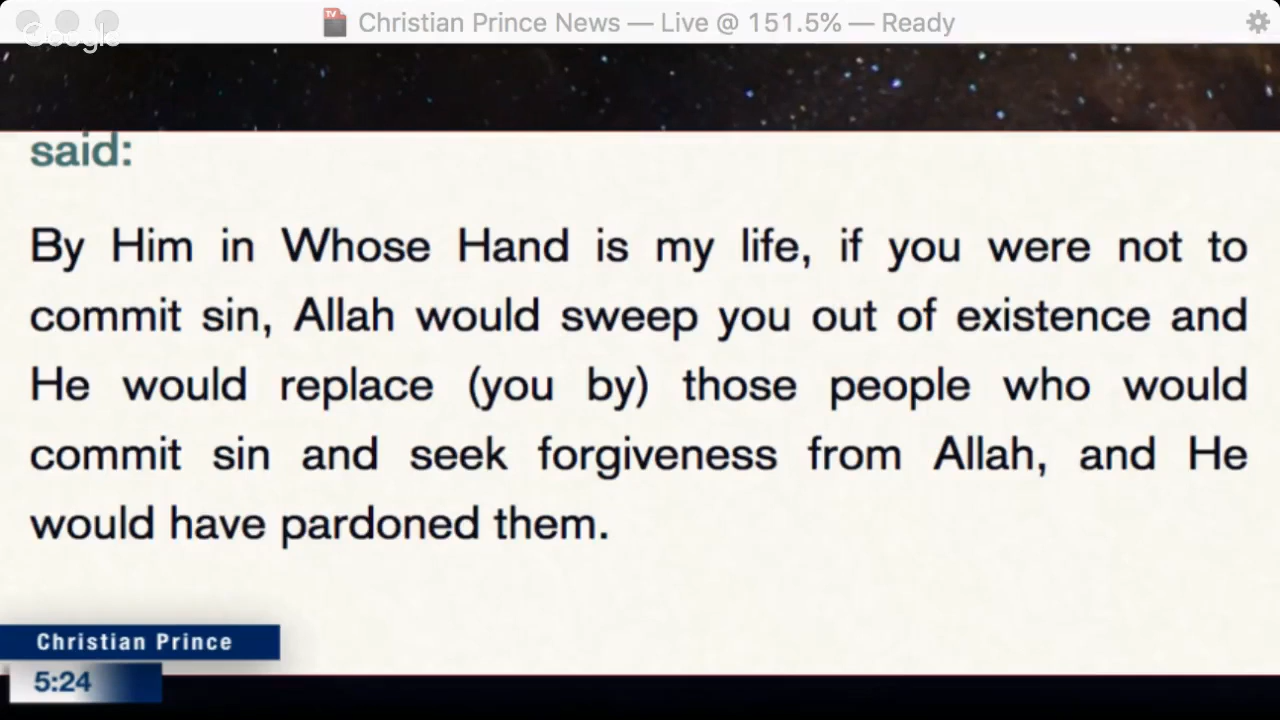 Christian Prince News — Live @ 151.5% — Ready
Google
TV
said:
By Him in Whose Hand is my life, if you were not to
commit sin, Allah would sweep you out of existence and
He would replace (you by) those people who would
commit sin and seek forgiveness from Allah, and He
would have pardoned them.
Christian Prince
5:24